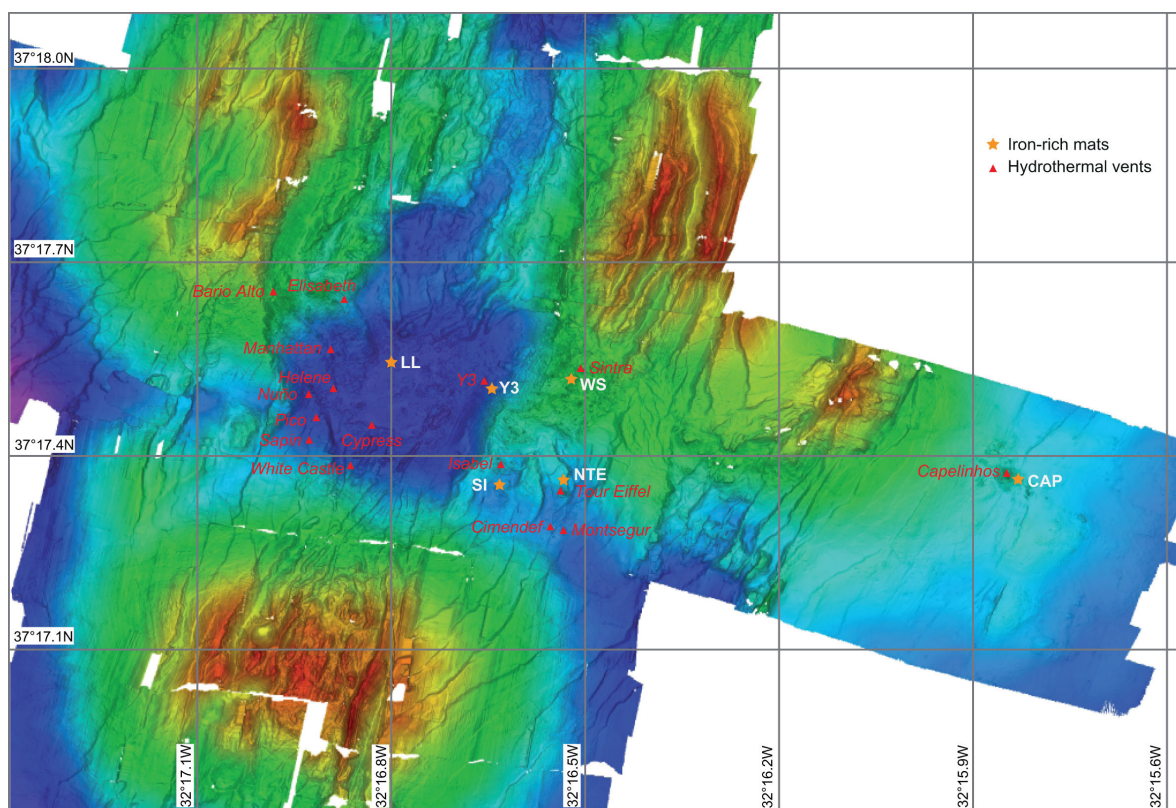 37°18.0N
Iron-rich mats
Hydrothermal vents
37°17.7N
Bano Alto
Elisabeth
Manhattan
LL
Helene
Y3
Y3
Sintra
WS
Nuno
Pico
Sapin
Cypress
37°17.4N
White Castle
Isabel
SI
NTE
Tour Eiffel
Capelinhos
CAP
Cimendef
Montsegur
37°17.1N
32°17.1W
32°16.8W
32°16.5W
32°16.2W
32°15.9W
32°15.6W